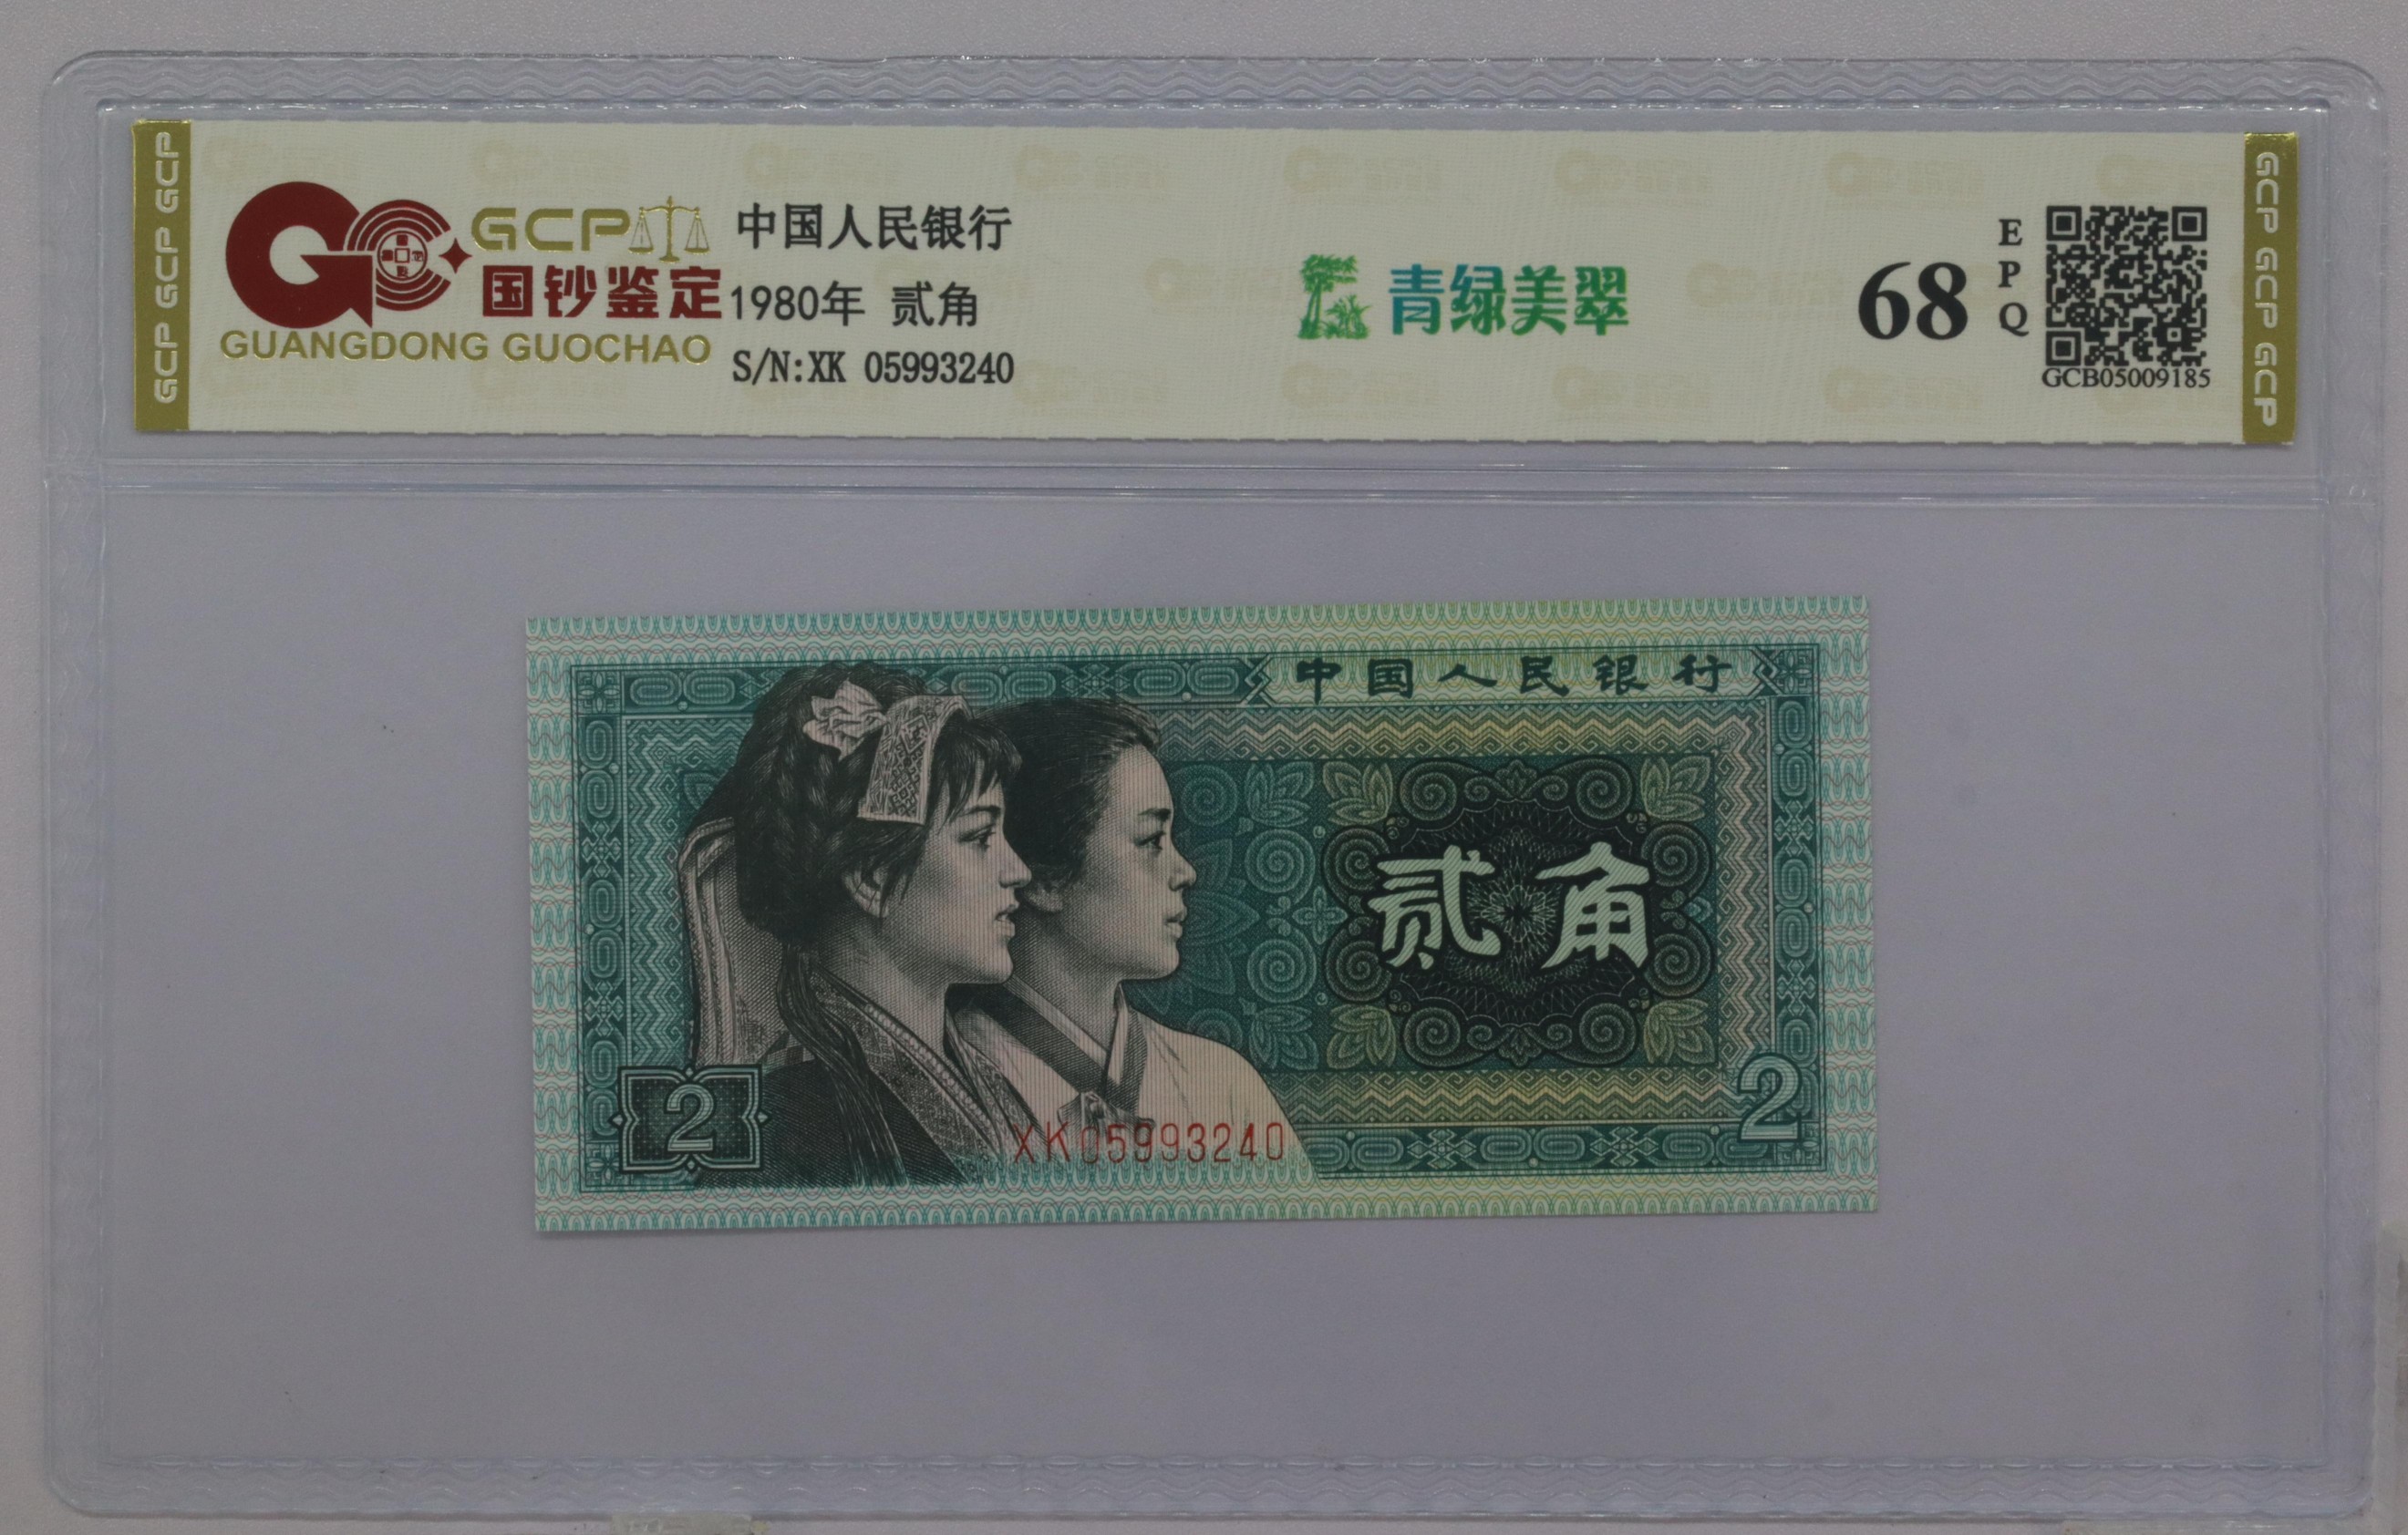 GCP GCP GCP
GCP
国钞鉴定
GUANGDONG GUOCHAO
中国人民银行
1980年 贰角
S/N:XK 05993240
青绿美翠
68
EPQ
GCB05009185
GCP GCP GCP
中国人民银行
贰角
2
XK05993240
2